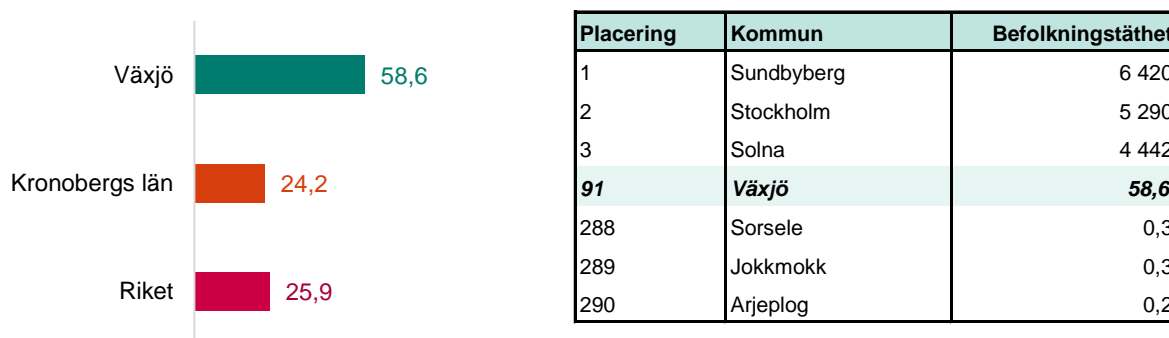 Växjö 58,6
Kronobergs län 24,2
Riket 25,9
Placering Kommun Befolkningstäthet
1 Sundbyberg 6 420
2 Stockholm 5 290
3 Solna 4 442
91 Växjö 58,6
288 Sorsele 0,3
289 Jokkmokk 0,3
290 Arjeplog 0,2